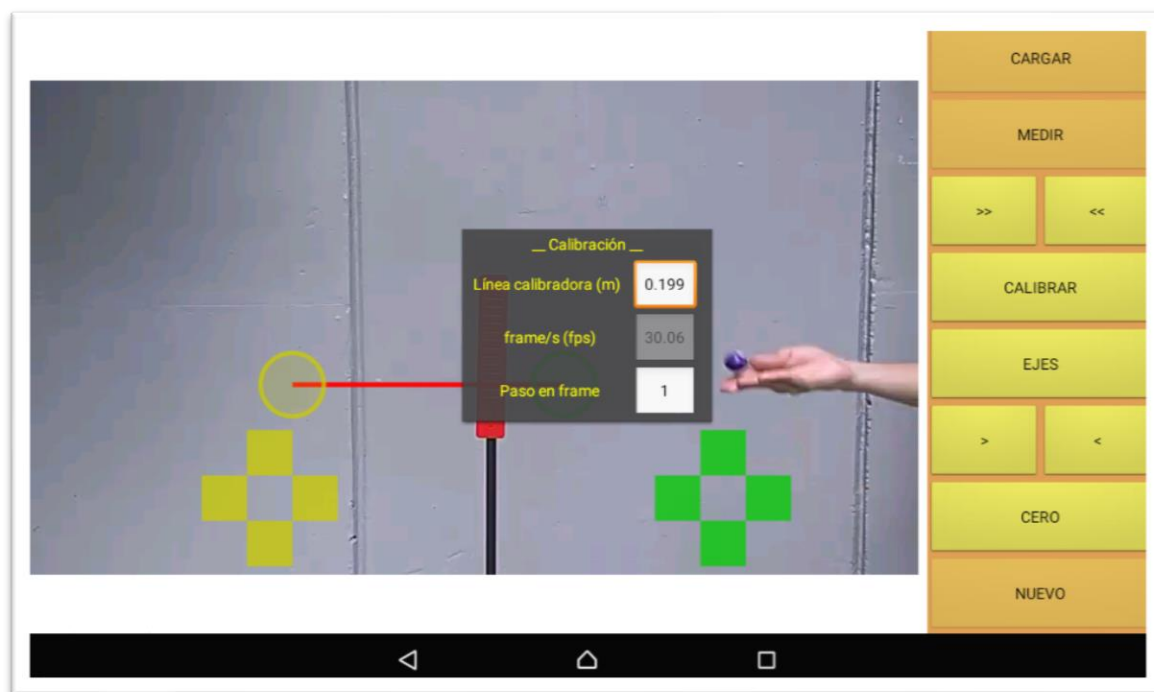 __ Calibración __
Línea calibradora (m) 0.199
frame/s (fps) 30.06
Paso en frame 1
CARGAR
MEDIR
>> <<
CALIBRAR
EJES
> <
CERO
NUEVO